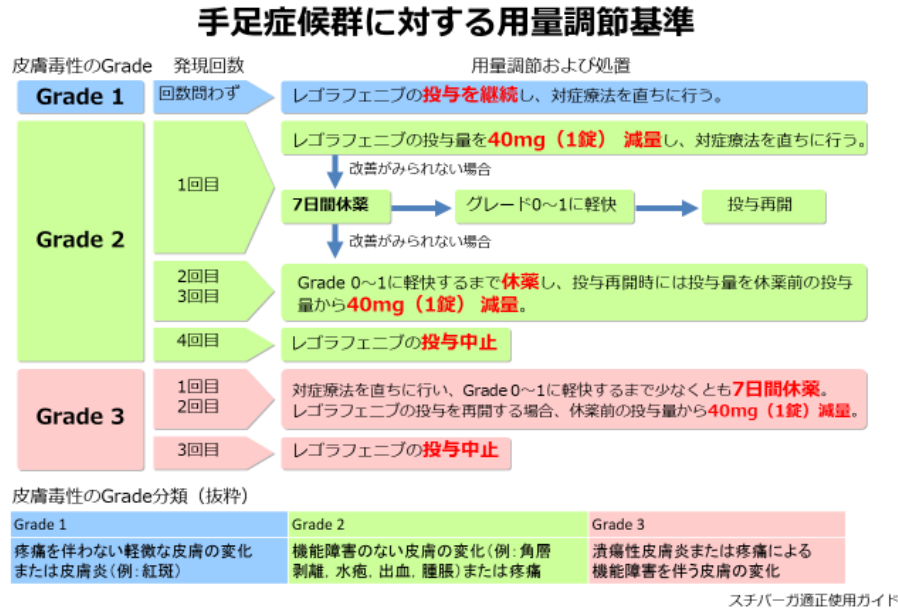 手足症候群に対する用量調節基準
皮膚毒性のGrade 発現回数 用量調節および処置
Grade 1 回数問わず レゴラフェニブの投与を継続し、対症療法を直ちに行う。
Grade 2
1回目
レゴラフェニブの投与量を40mg（1錠） 減量し、対症療法を直ちに行う。
改善がみられない場合
7日間休薬 グレード0～1に軽快 投与再開
改善がみられない場合
2回目
3回目
Grade 0～1に軽快するまで休薬し、投与再開時には投与量を休薬前の投与
量から40mg（1錠） 減量。
4回目 レゴラフェニブの投与中止
Grade 3
1回目
2回目
対症療法を直ちに行い、Grade 0～1に軽快するまで少なくとも7日間休薬。
レゴラフェニブの投与を再開する場合、休薬前の投与量から40mg（1錠）減量。
3回目 レゴラフェニブの投与中止
皮膚毒性のGrade分類（抜粋）
Grade 1 Grade 2 Grade 3
疼痛を伴わない軽微な皮膚の変化
または皮膚炎（例：紅斑）
機能障害のない皮膚の変化（例：角層
剥離，水疱，出血，腫脹）または疼痛
潰瘍性皮膚炎または疼痛による
機能障害を伴う皮膚の変化
スチバーガ適正使用ガイド